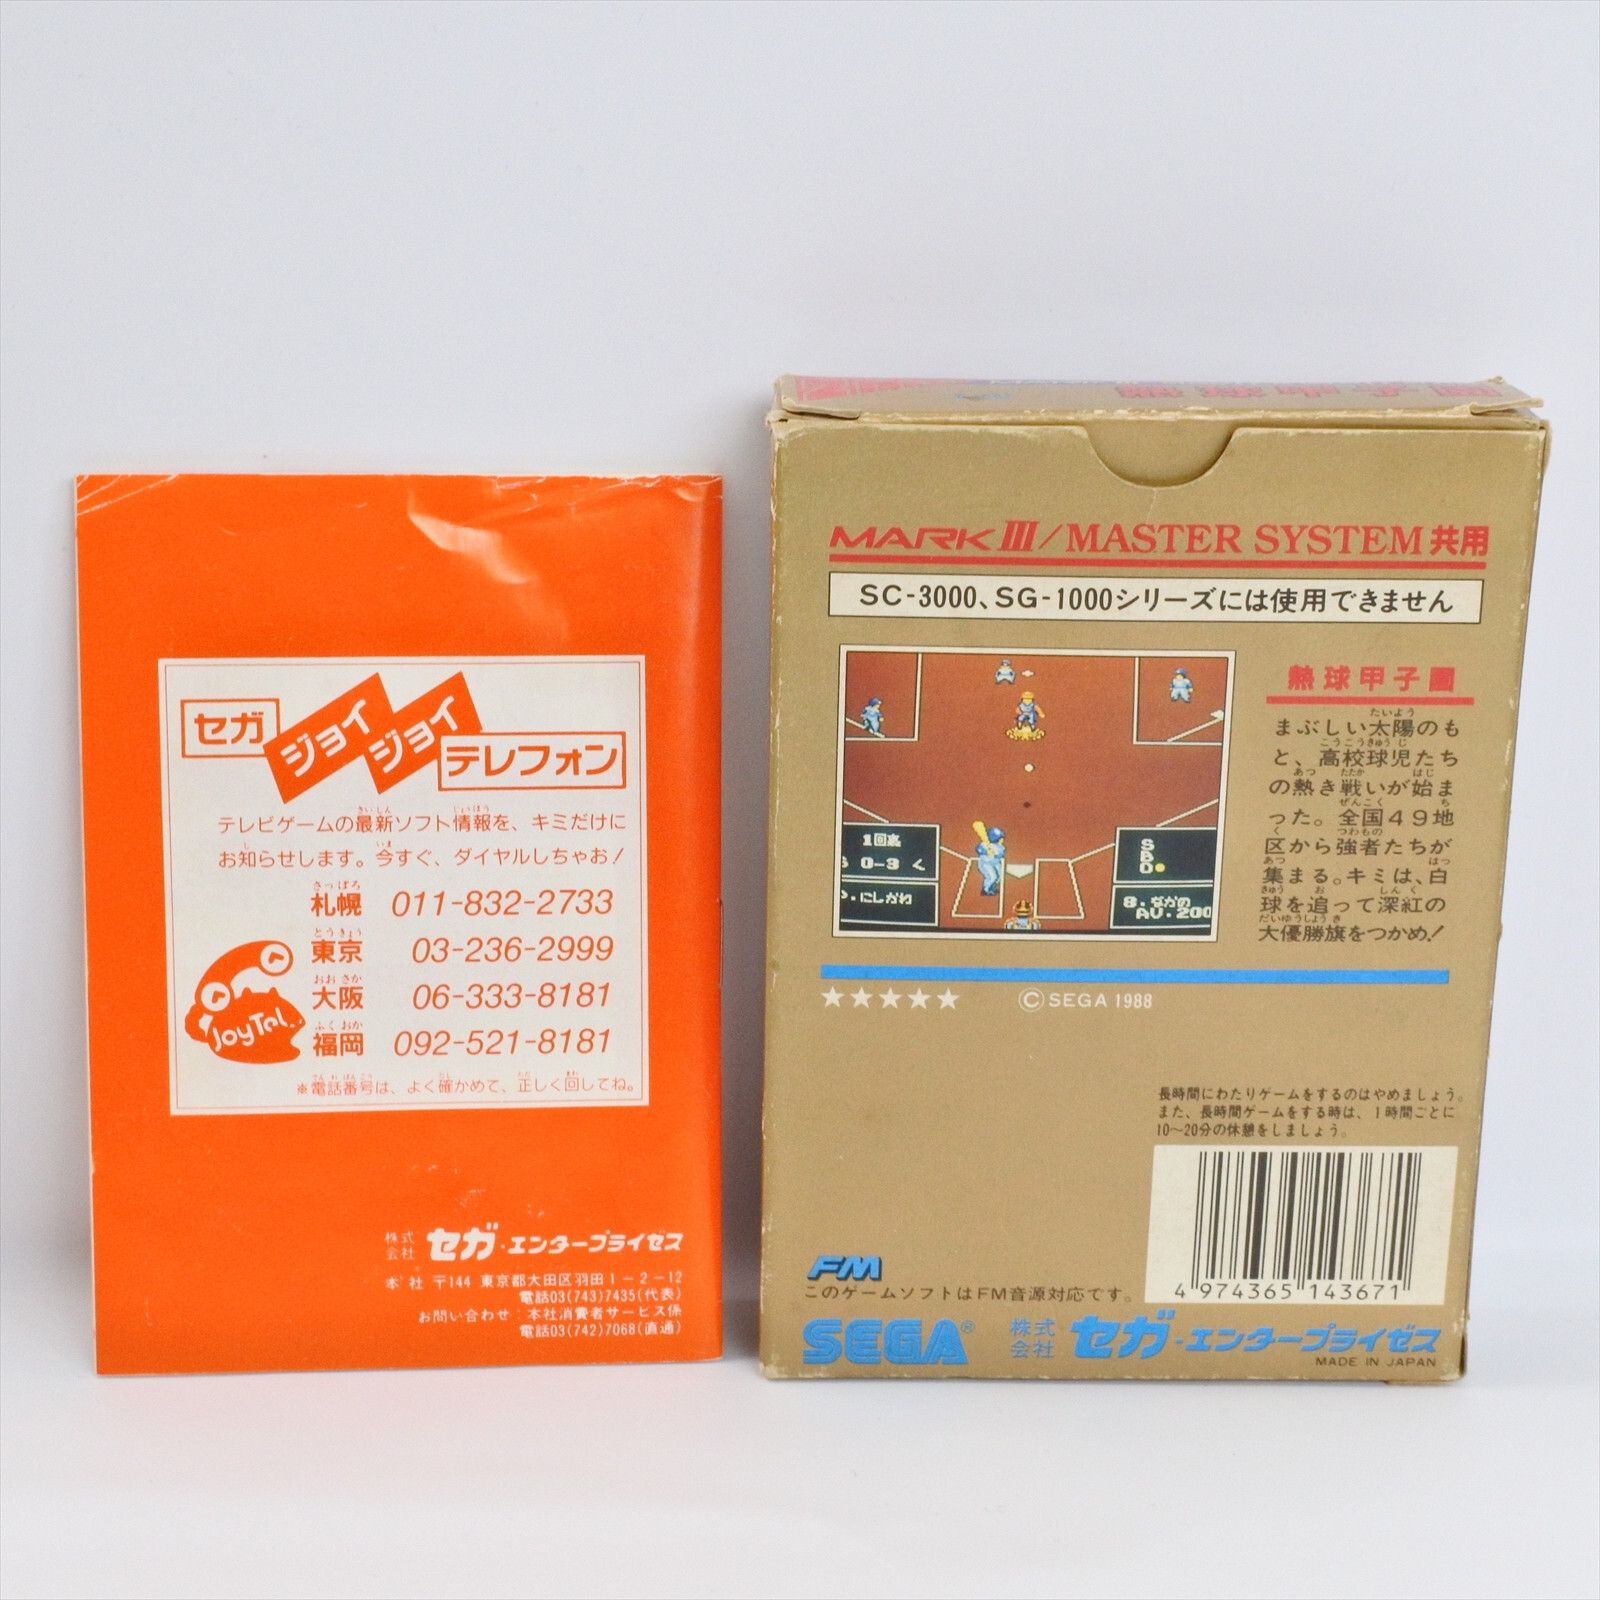 セガ ジョイジョイテレフォン
テレビゲームの最新ソフト情報を、キミだけに
お知らせします。今すぐ、ダイヤルしちゃお!
札幌 011-832-2733
東京 03-236-2999
大阪 06-333-8181
福岡 092-521-8181
JoyTel
※電話番号は、よく確かめて、正しく回してね。
株式会社 セガ・エンタープライゼス
本社 〒144 東京都大田区羽田1-2-12
電話03(743)7435(代表)
お問い合わせ:本社消費者サービス係
電話03(742)7068(直通)
MARK III/MASTER SYSTEM共用
SC-3000、SG-1000シリーズには使用できません
1回裏
0-3 く
P.にしかわ
S
B
O
8.なかの
AV.200
熱球甲子園
まぶしい太陽のも
と、高校球児たち
の熱き戦いが始ま
った。全国49地
区から強者たちが
集まる。キミは、白
球を追って深紅の
大優勝旗をつかめ!
★★★★★ ©SEGA 1988
長時間にわたりゲームをするのはやめましょう。
また、長時間ゲームをする時は、1時間ごとに
10~20分の休憩をしましょう。
4 974365 143671
FM
このゲームソフトはFM音源対応です。
SEGA® 株式会社 セガ・エンタープライゼス
MADE IN JAPAN